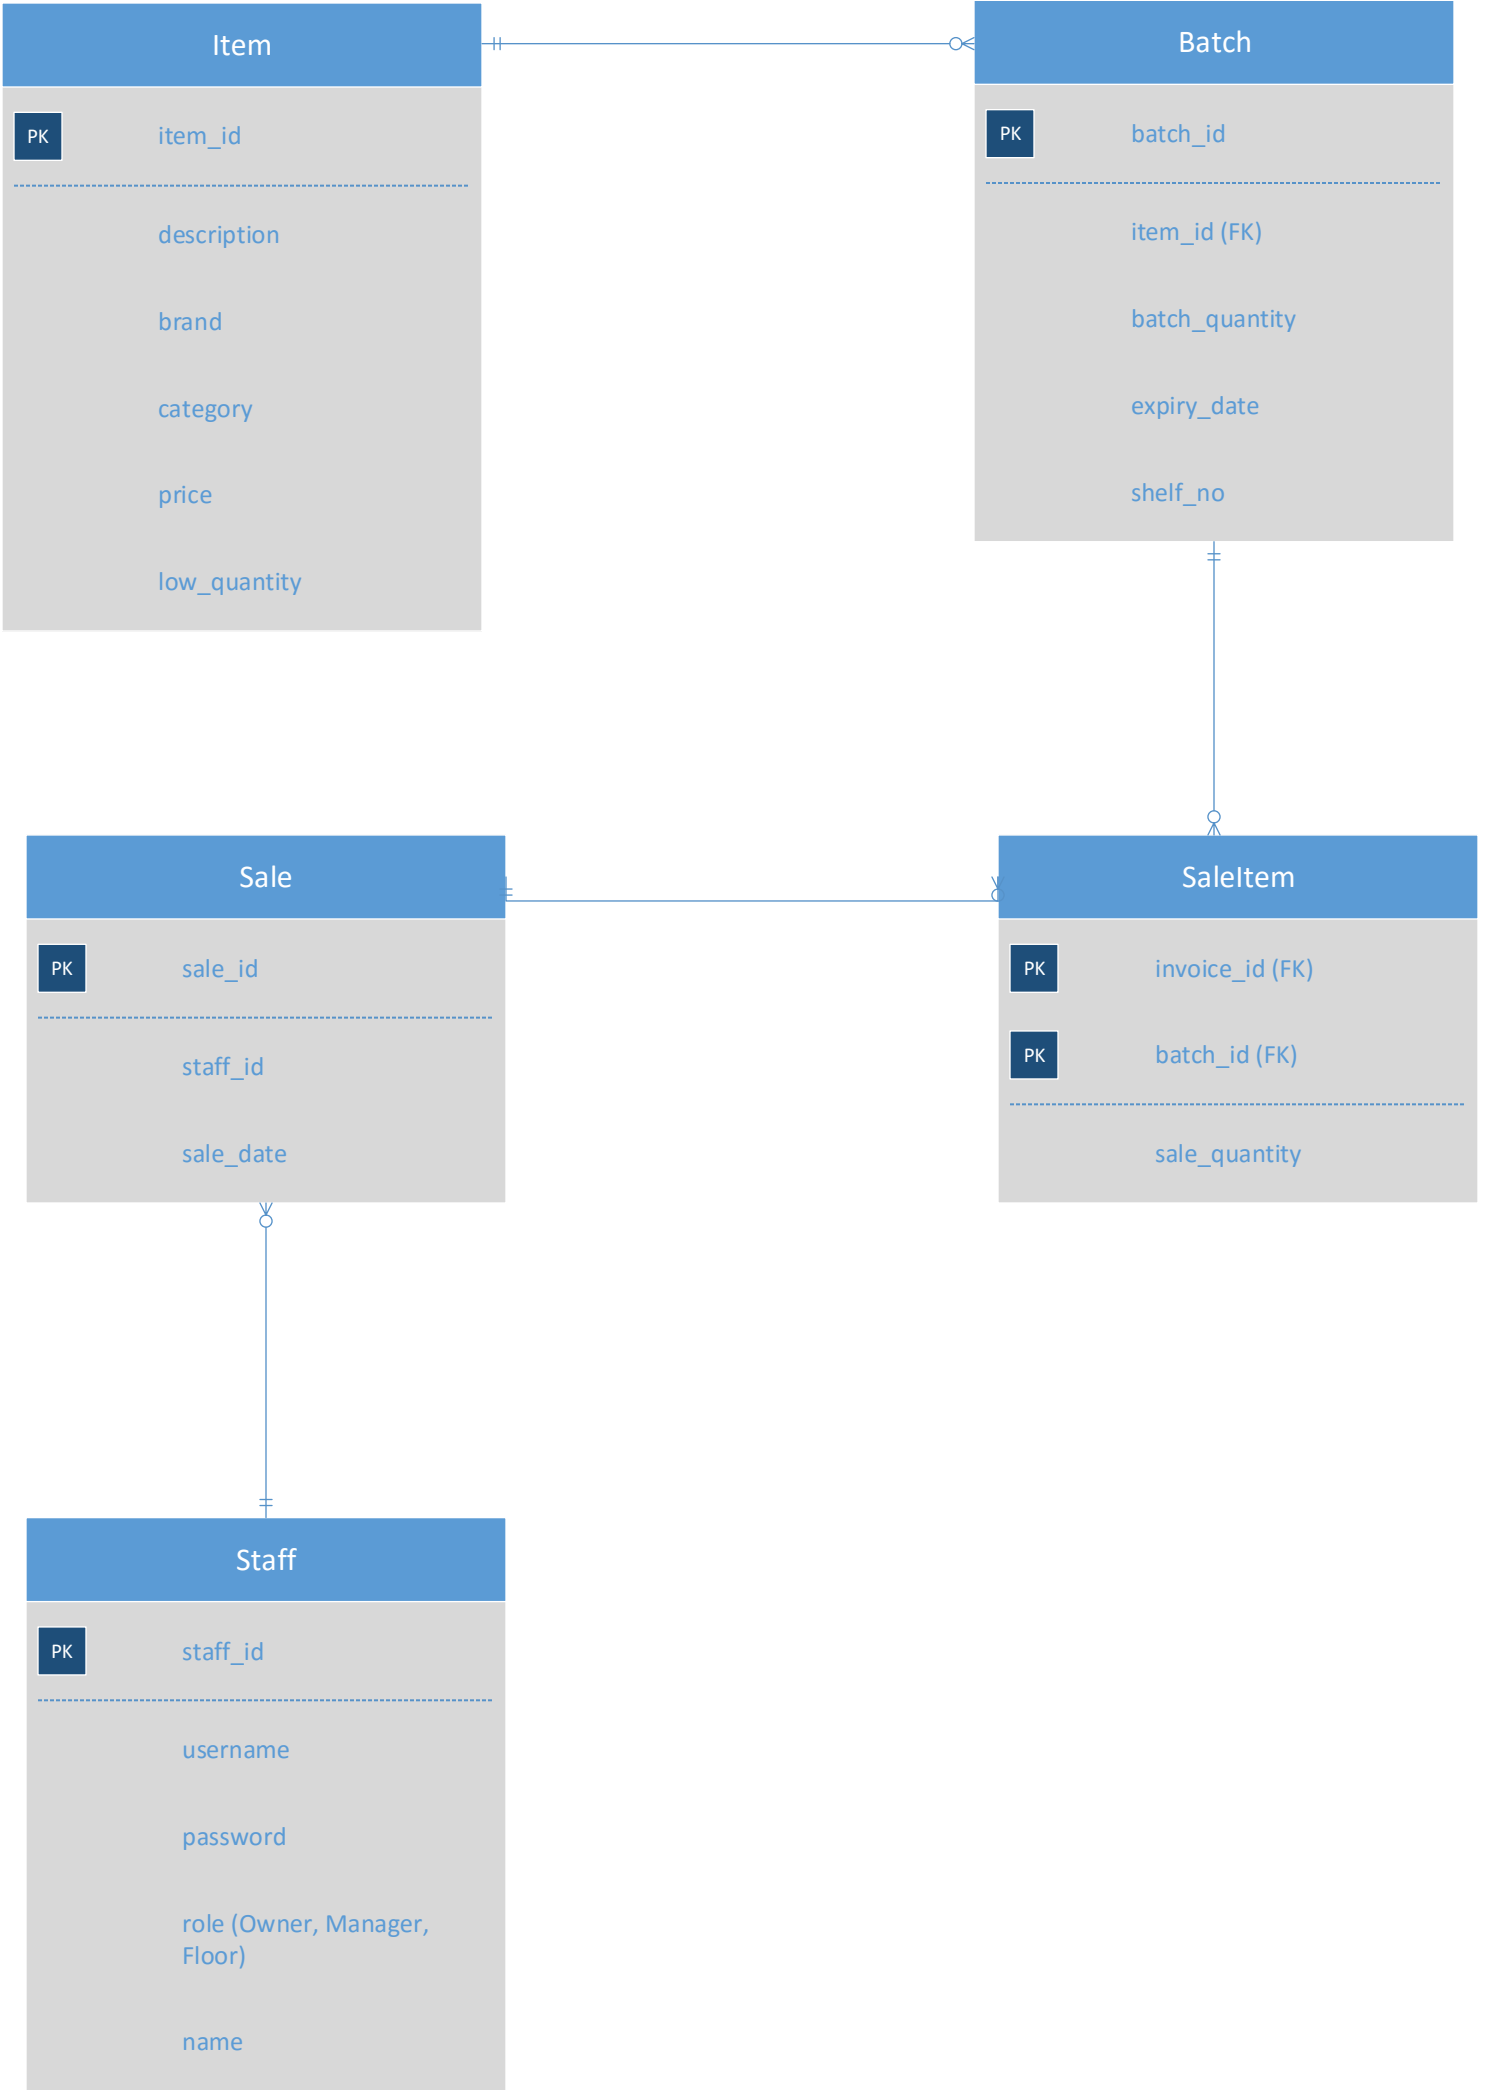 Item
PK item_id
description
brand
category
price
low_quantity
Batch
PK batch_id
item_id (FK)
batch_quantity
expiry_date
shelf_no
Sale
PK sale_id
staff_id
sale_date
SaleItem
PK invoice_id (FK)
PK batch_id (FK)
sale_quantity
Staff
PK staff_id
username
password
role (Owner, Manager,
Floor)
name